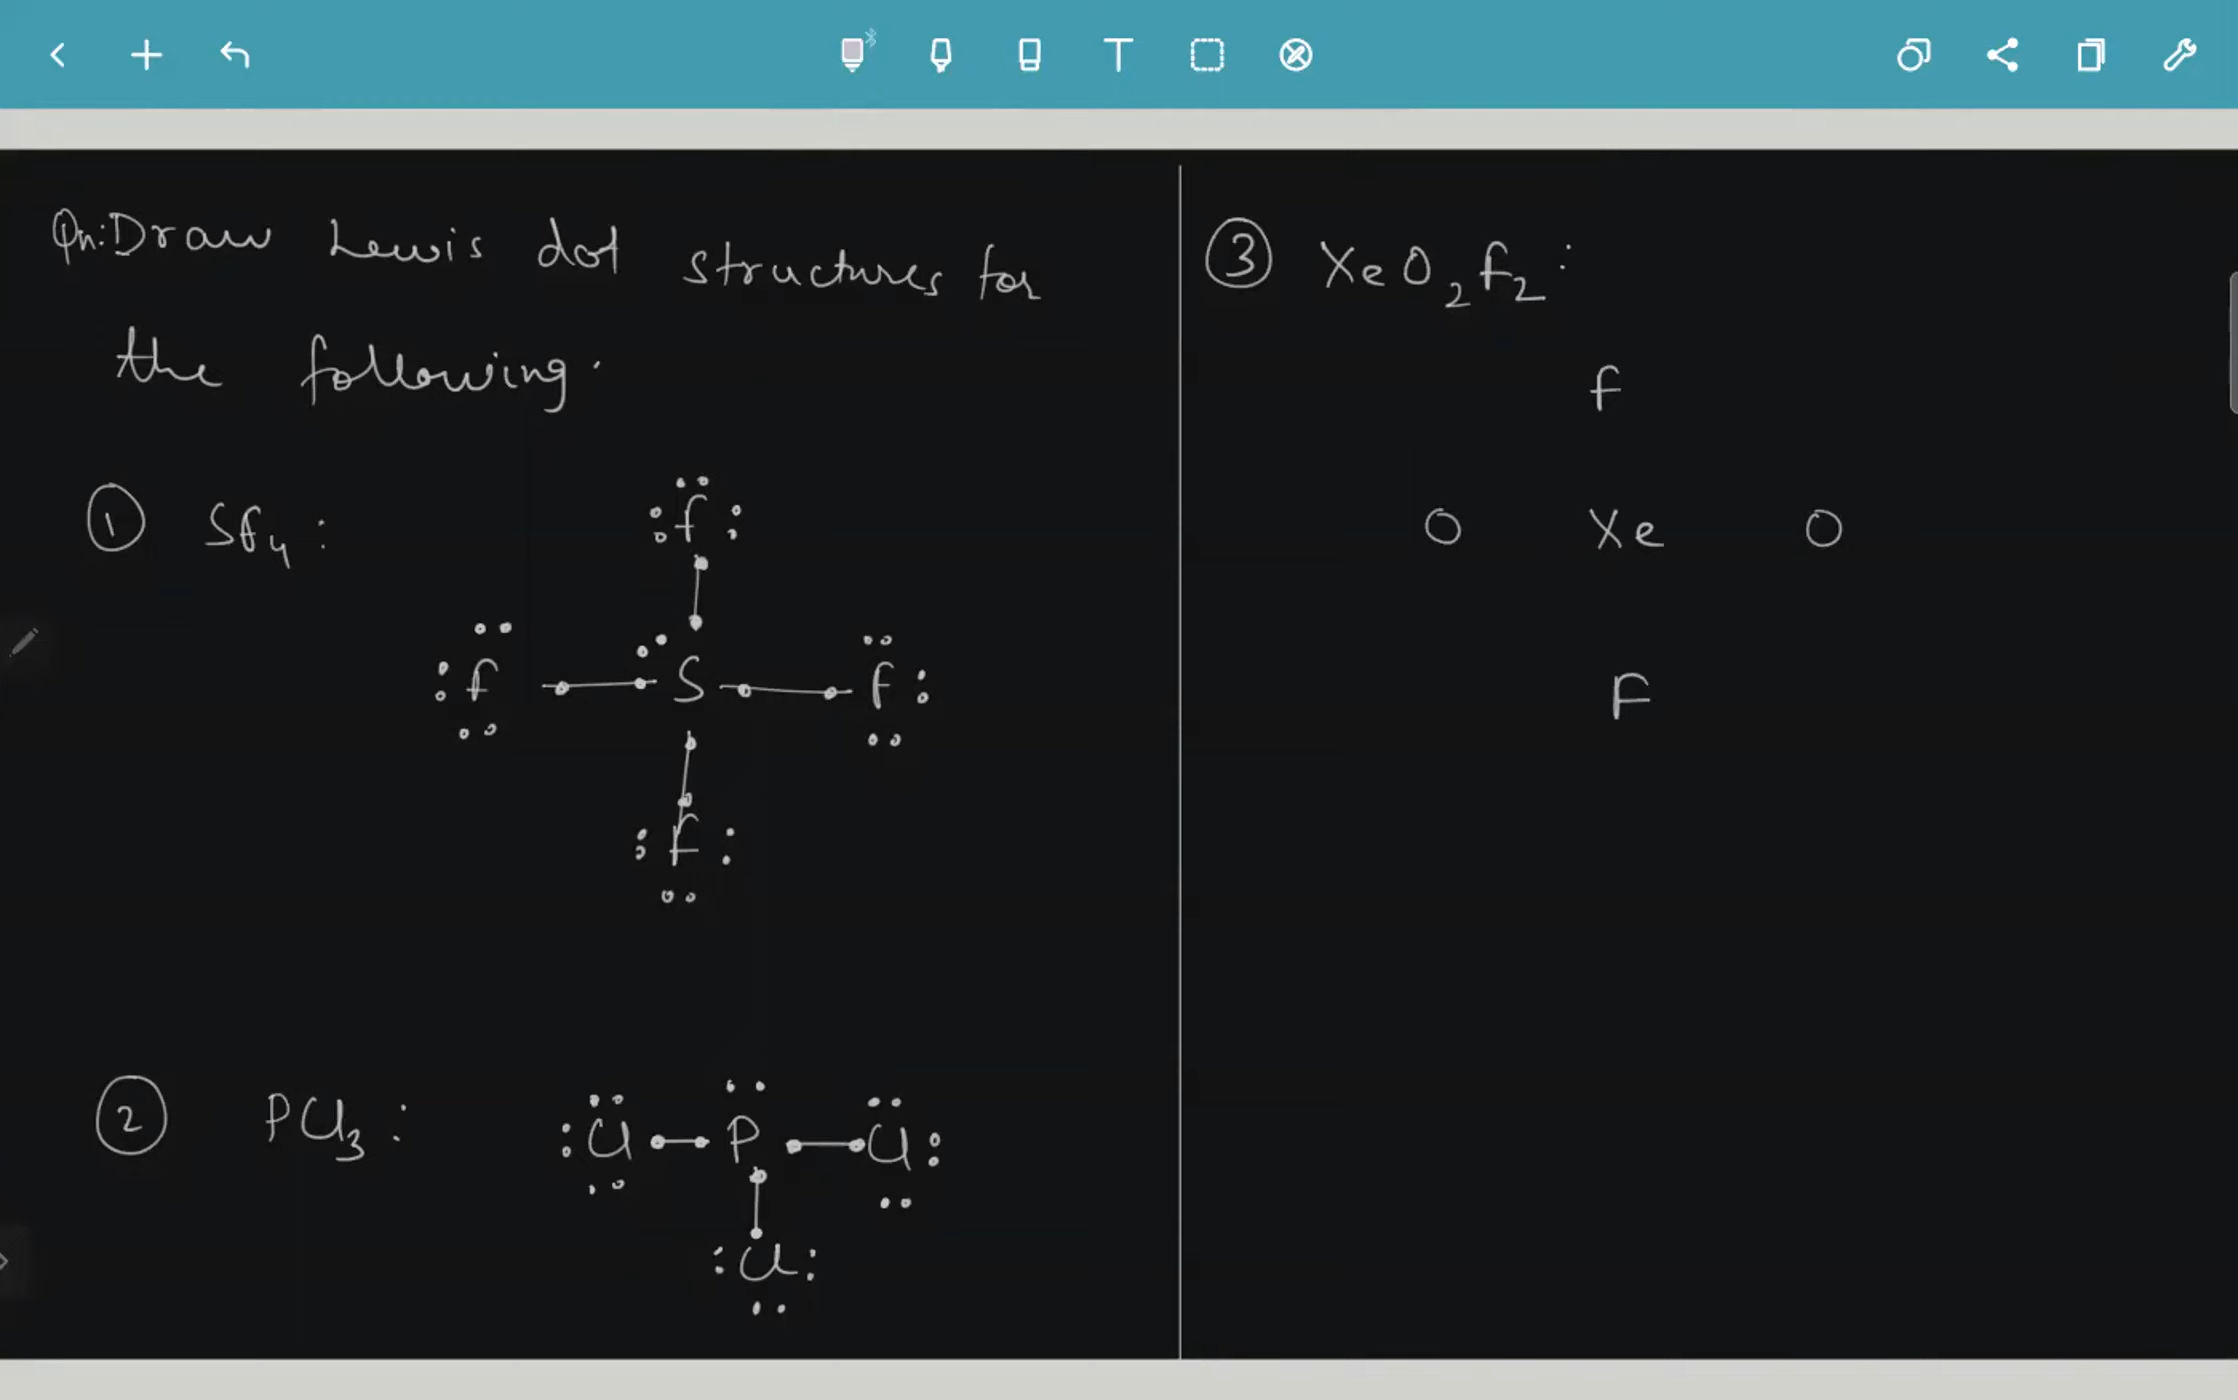 Qn: Draw Lewis dot structures for
the following.
① SF₄ :
F
F S F
F
② PCl₃ :
Cl P Cl
Cl
③ XeO₂F₂ :
F
O Xe O
F